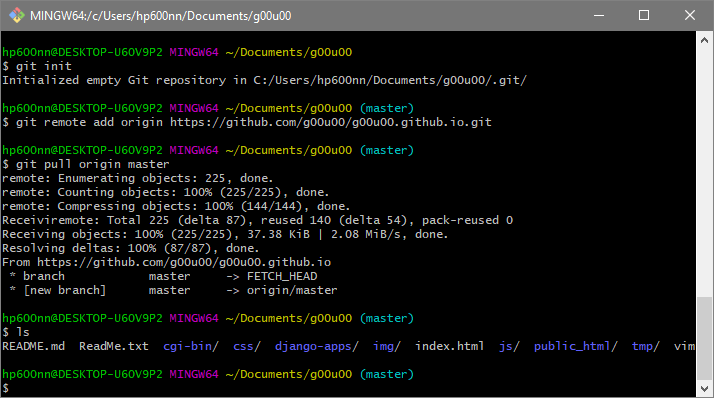 MINGW64:/c/Users/hp600nn/Documents/g00u00
hp600nn@DESKTOP-U60V9P2 MINGW64 ~/Documents/g00u00
$ git init
Initialized empty Git repository in C:/Users/hp600nn/Documents/g00u00/.git/
hp600nn@DESKTOP-U60V9P2 MINGW64 ~/Documents/g00u00 (master)
$ git remote add origin https://github.com/g00u00/g00u00.github.io.git
hp600nn@DESKTOP-U60V9P2 MINGW64 ~/Documents/g00u00 (master)
$ git pull origin master
remote: Enumerating objects: 225, done.
remote: Counting objects: 100% (225/225), done.
remote: Compressing objects: 100% (144/144), done.
Receiviremote: Total 225 (delta 87), reused 140 (delta 54), pack-reused 0
Receiving objects: 100% (225/225), 37.38 KiB | 2.08 MiB/s, done.
Resolving deltas: 100% (87/87), done.
From https://github.com/g00u00/g00u00.github.io
 * branch            master     -> FETCH_HEAD
 * [new branch]      master     -> origin/master
hp600nn@DESKTOP-U60V9P2 MINGW64 ~/Documents/g00u00 (master)
$ ls
README.md  ReadMe.txt  cgi-bin/  css/  django-apps/  img/  index.html  js/  public_html/  tmp/  vim
hp600nn@DESKTOP-U60V9P2 MINGW64 ~/Documents/g00u00 (master)
$